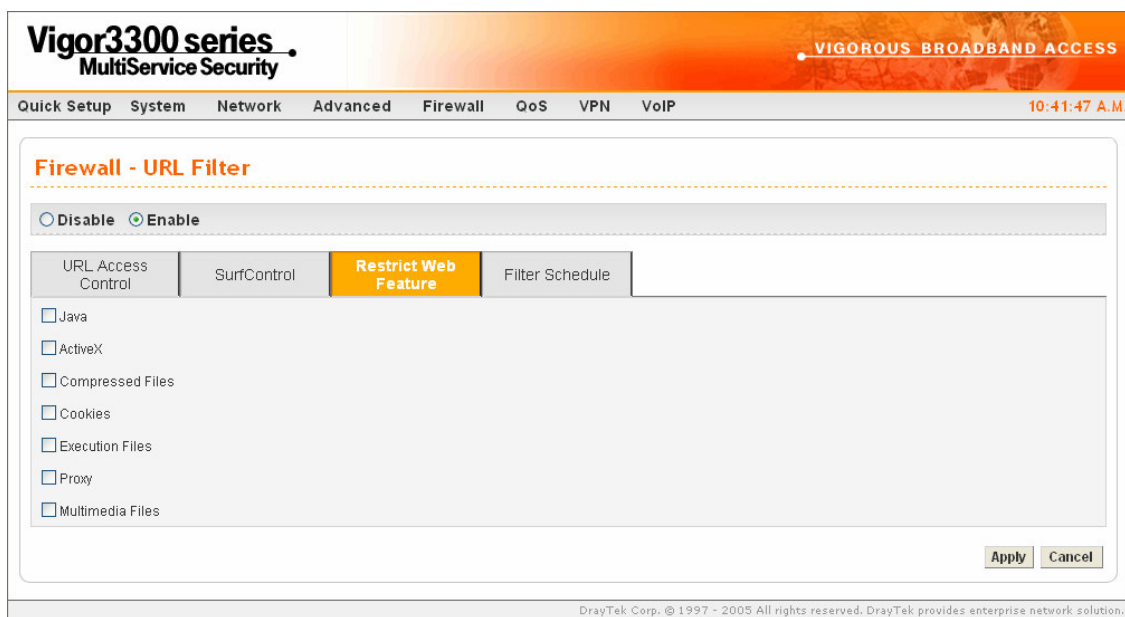 Vigor3300 series
MultiService Security
VIGOROUS BROADBAND ACCESS
Quick Setup System Network Advanced Firewall QoS VPN VoIP 10:41:47 A.M
Firewall - URL Filter
Disable Enable
URL Access Control SurfControl Restrict Web Feature Filter Schedule
Java
ActiveX
Compressed Files
Cookies
Execution Files
Proxy
Multimedia Files
Apply Cancel
DrayTek Corp. © 1997 - 2005 All rights reserved. DrayTek provides enterprise network solution.